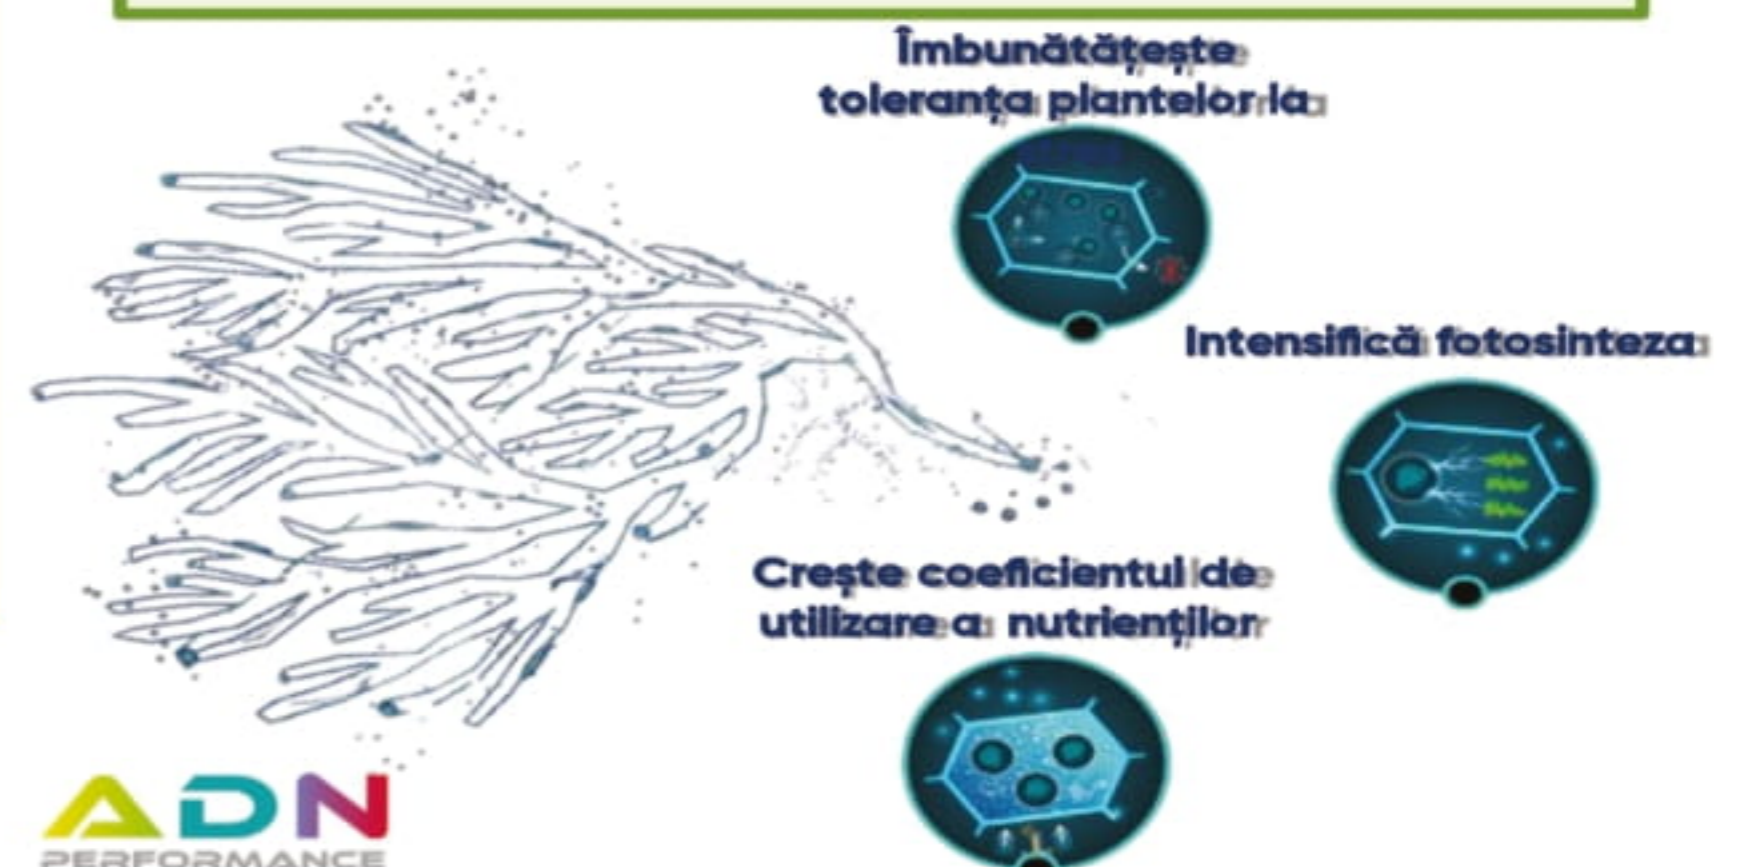 Îmbunătățește
toleranța plantelor la
Intensifică fotosinteza
Crește coeficientul de
utilizare a nutrienților
ADN
PERFORMANCE